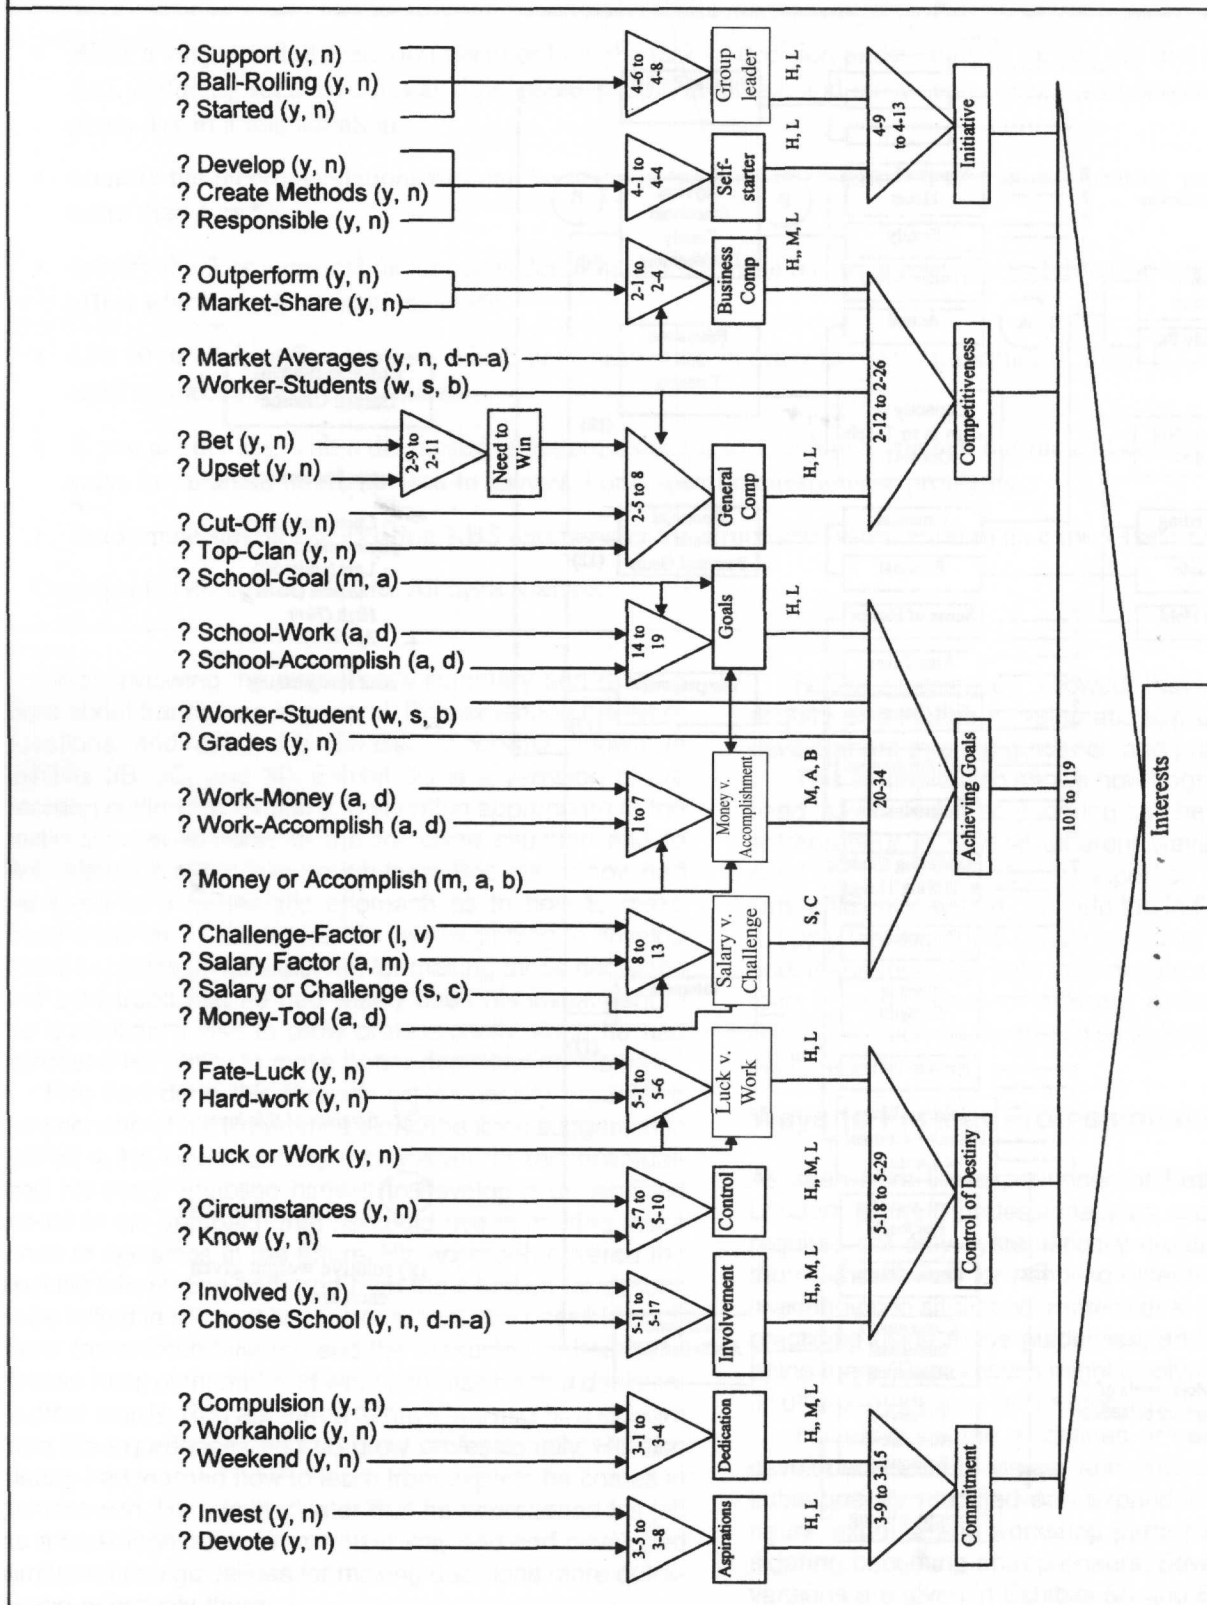 ? Support (y, n)
? Ball-Rolling (y, n)
? Started (y, n)
4-6 to
4-8
Group
leader
H, L
? Develop (y, n)
? Create Methods (y, n)
? Responsible (y, n)
4-1 to
4-4
Self-
starter
H, L
4-9
to 4-13
Initiative
? Outperform (y, n)
? Market-Share (y, n)
2-1 to
2-4
Business
Comp
H,, M, L
? Market Averages (y, n, d-n-a)
? Worker-Students (w, s, b)
? Bet (y, n)
? Upset (y, n)
2-9 to
2-11
Need to
Win
? Cut-Off (y, n)
? Top-Clan (y, n)
2-5 to 8
General
Comp
H, L
2-12 to 2-26
Competitiveness
? School-Goal (m, a)
? School-Work (a, d)
? School-Accomplish (a, d)
14 to
19
Goals
H, L
? Worker-Student (w, s, b)
? Grades (y, n)
? Work-Money (a, d)
? Work-Accomplish (a, d)
? Money or Accomplish (m, a, b)
1 to 7
Money v.
Accomplishment
M, A, B
20-34
Achieving Goals
? Challenge-Factor (l, v)
? Salary Factor (a, m)
? Salary or Challenge (s, c)
? Money-Tool (a, d)
8 to
13
Salary v.
Challenge
S, C
? Fate-Luck (y, n)
? Hard-work (y, n)
? Luck or Work (y, n)
5-1 to
5-6
Luck v.
Work
H, L
? Circumstances (y, n)
? Know (y, n)
5-7 to
5-10
Control
H,, M, L
? Involved (y, n)
? Choose School (y, n, d-n-a)
5-11 to
5-17
Involvement
H,, M, L
5-18 to 5-29
Control of Destiny
? Compulsion (y, n)
? Workaholic (y, n)
? Weekend (y, n)
3-1 to
3-4
Dedication
H,, M, L
? Invest (y, n)
? Devote (y, n)
3-5 to
3-8
Aspirations
H, L
3-9 to 3-15
Commitment
101 to 119
Interests